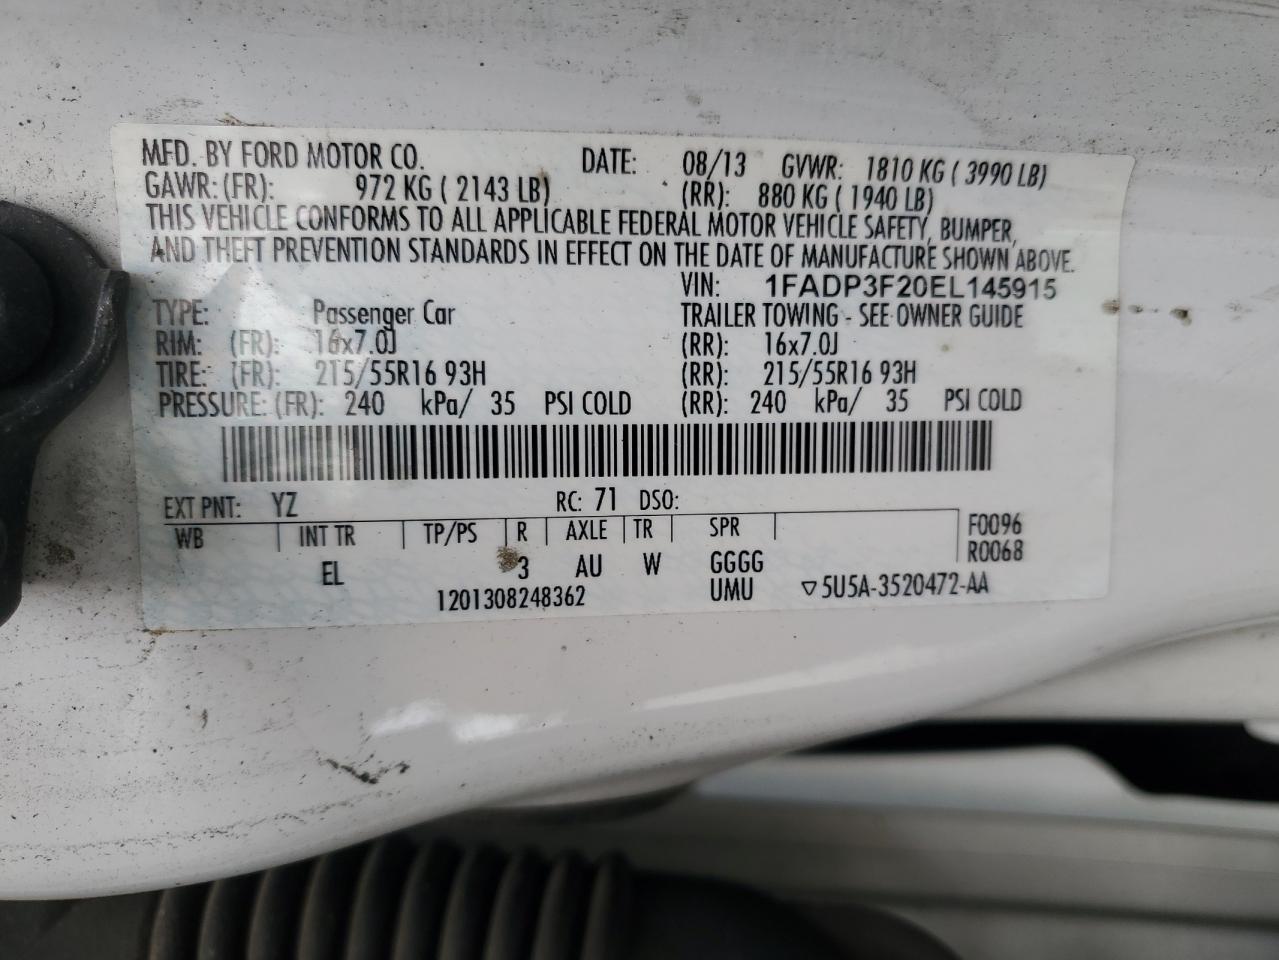 MFD. BY FORD MOTOR CO. DATE: 08/13 GVWR: 1810 KG ( 3990 LB)
GAWR: (FR): 972 KG ( 2143 LB) (RR): 880 KG ( 1940 LB)
THIS VEHICLE CONFORMS TO ALL APPLICABLE FEDERAL MOTOR VEHICLE SAFETY, BUMPER,
AND THEFT PREVENTION STANDARDS IN EFFECT ON THE DATE OF MANUFACTURE SHOWN ABOVE.
VIN: 1FADP3F20EL145915
TYPE: Passenger Car TRAILER TOWING - SEE OWNER GUIDE
RIM: (FR): 16x7.0J (RR): 16x7.0J
TIRE: (FR): 215/55R16 93H (RR): 215/55R16 93H
PRESSURE: (FR): 240 kPa/ 35 PSI COLD (RR): 240 kPa/ 35 PSI COLD
EXT PNT: YZ RC: 71 DSO:
WB INT TR TP/PS R AXLE TR SPR F0096
R0068
EL 3 AU W GGGG
1201308248362 UMU ▽5U5A-3520472-AA